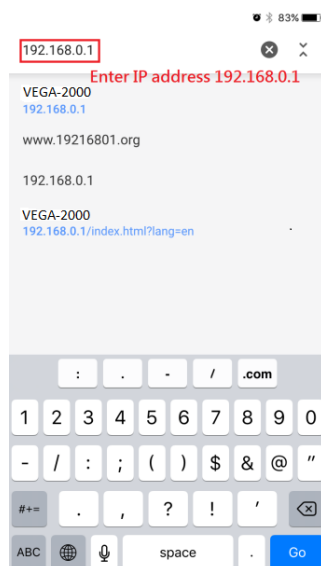 83%
192.168.0.1
Enter IP address 192.168.0.1
VEGA-2000
192.168.0.1
www.19216801.org
192.168.0.1
VEGA-2000
192.168.0.1/index.html?lang=en
: . - / .com
1 2 3 4 5 6 7 8 9 0
- / : ; ( ) $ & @ "
#+= . , ? ! '
ABC space . Go